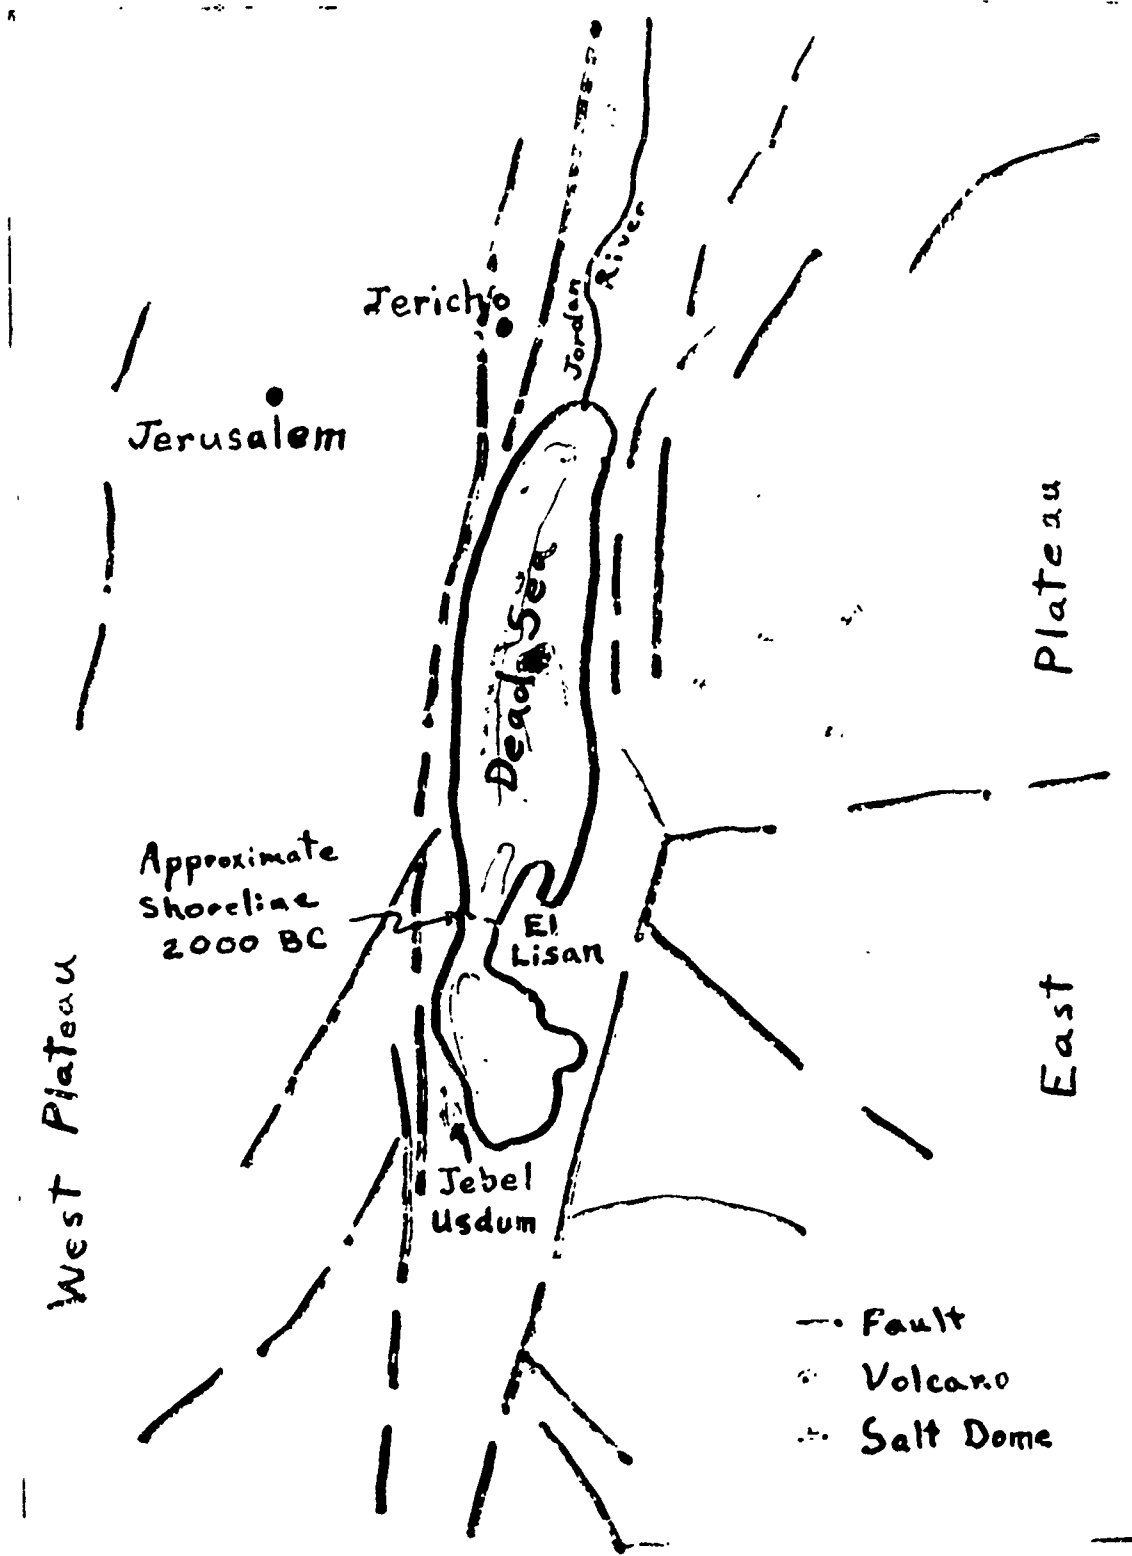 Jericho
Jordan
River
Jerusalem
Dead Sea
Plateau
Approximate
Shoreline
2000 BC
El
Lisan
West Plateau
East
Jebel
Usdum
Fault
Volcano
Salt Dome